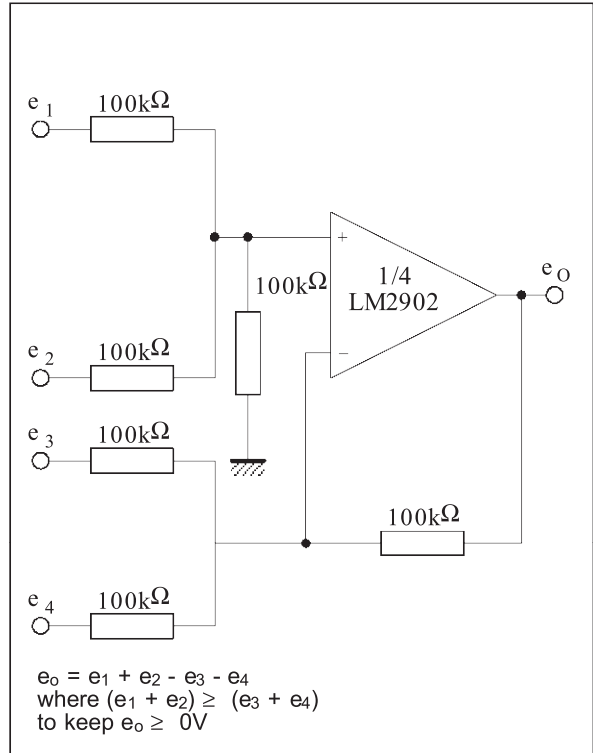 e1
100kΩ
+
1/4
LM2902
100kΩ
eO
e2
100kΩ
−
e3
100kΩ
100kΩ
e4
100kΩ
eo = e1 + e2 - e3 - e4
where (e1 + e2) ≥ (e3 + e4)
to keep eo ≥ 0V